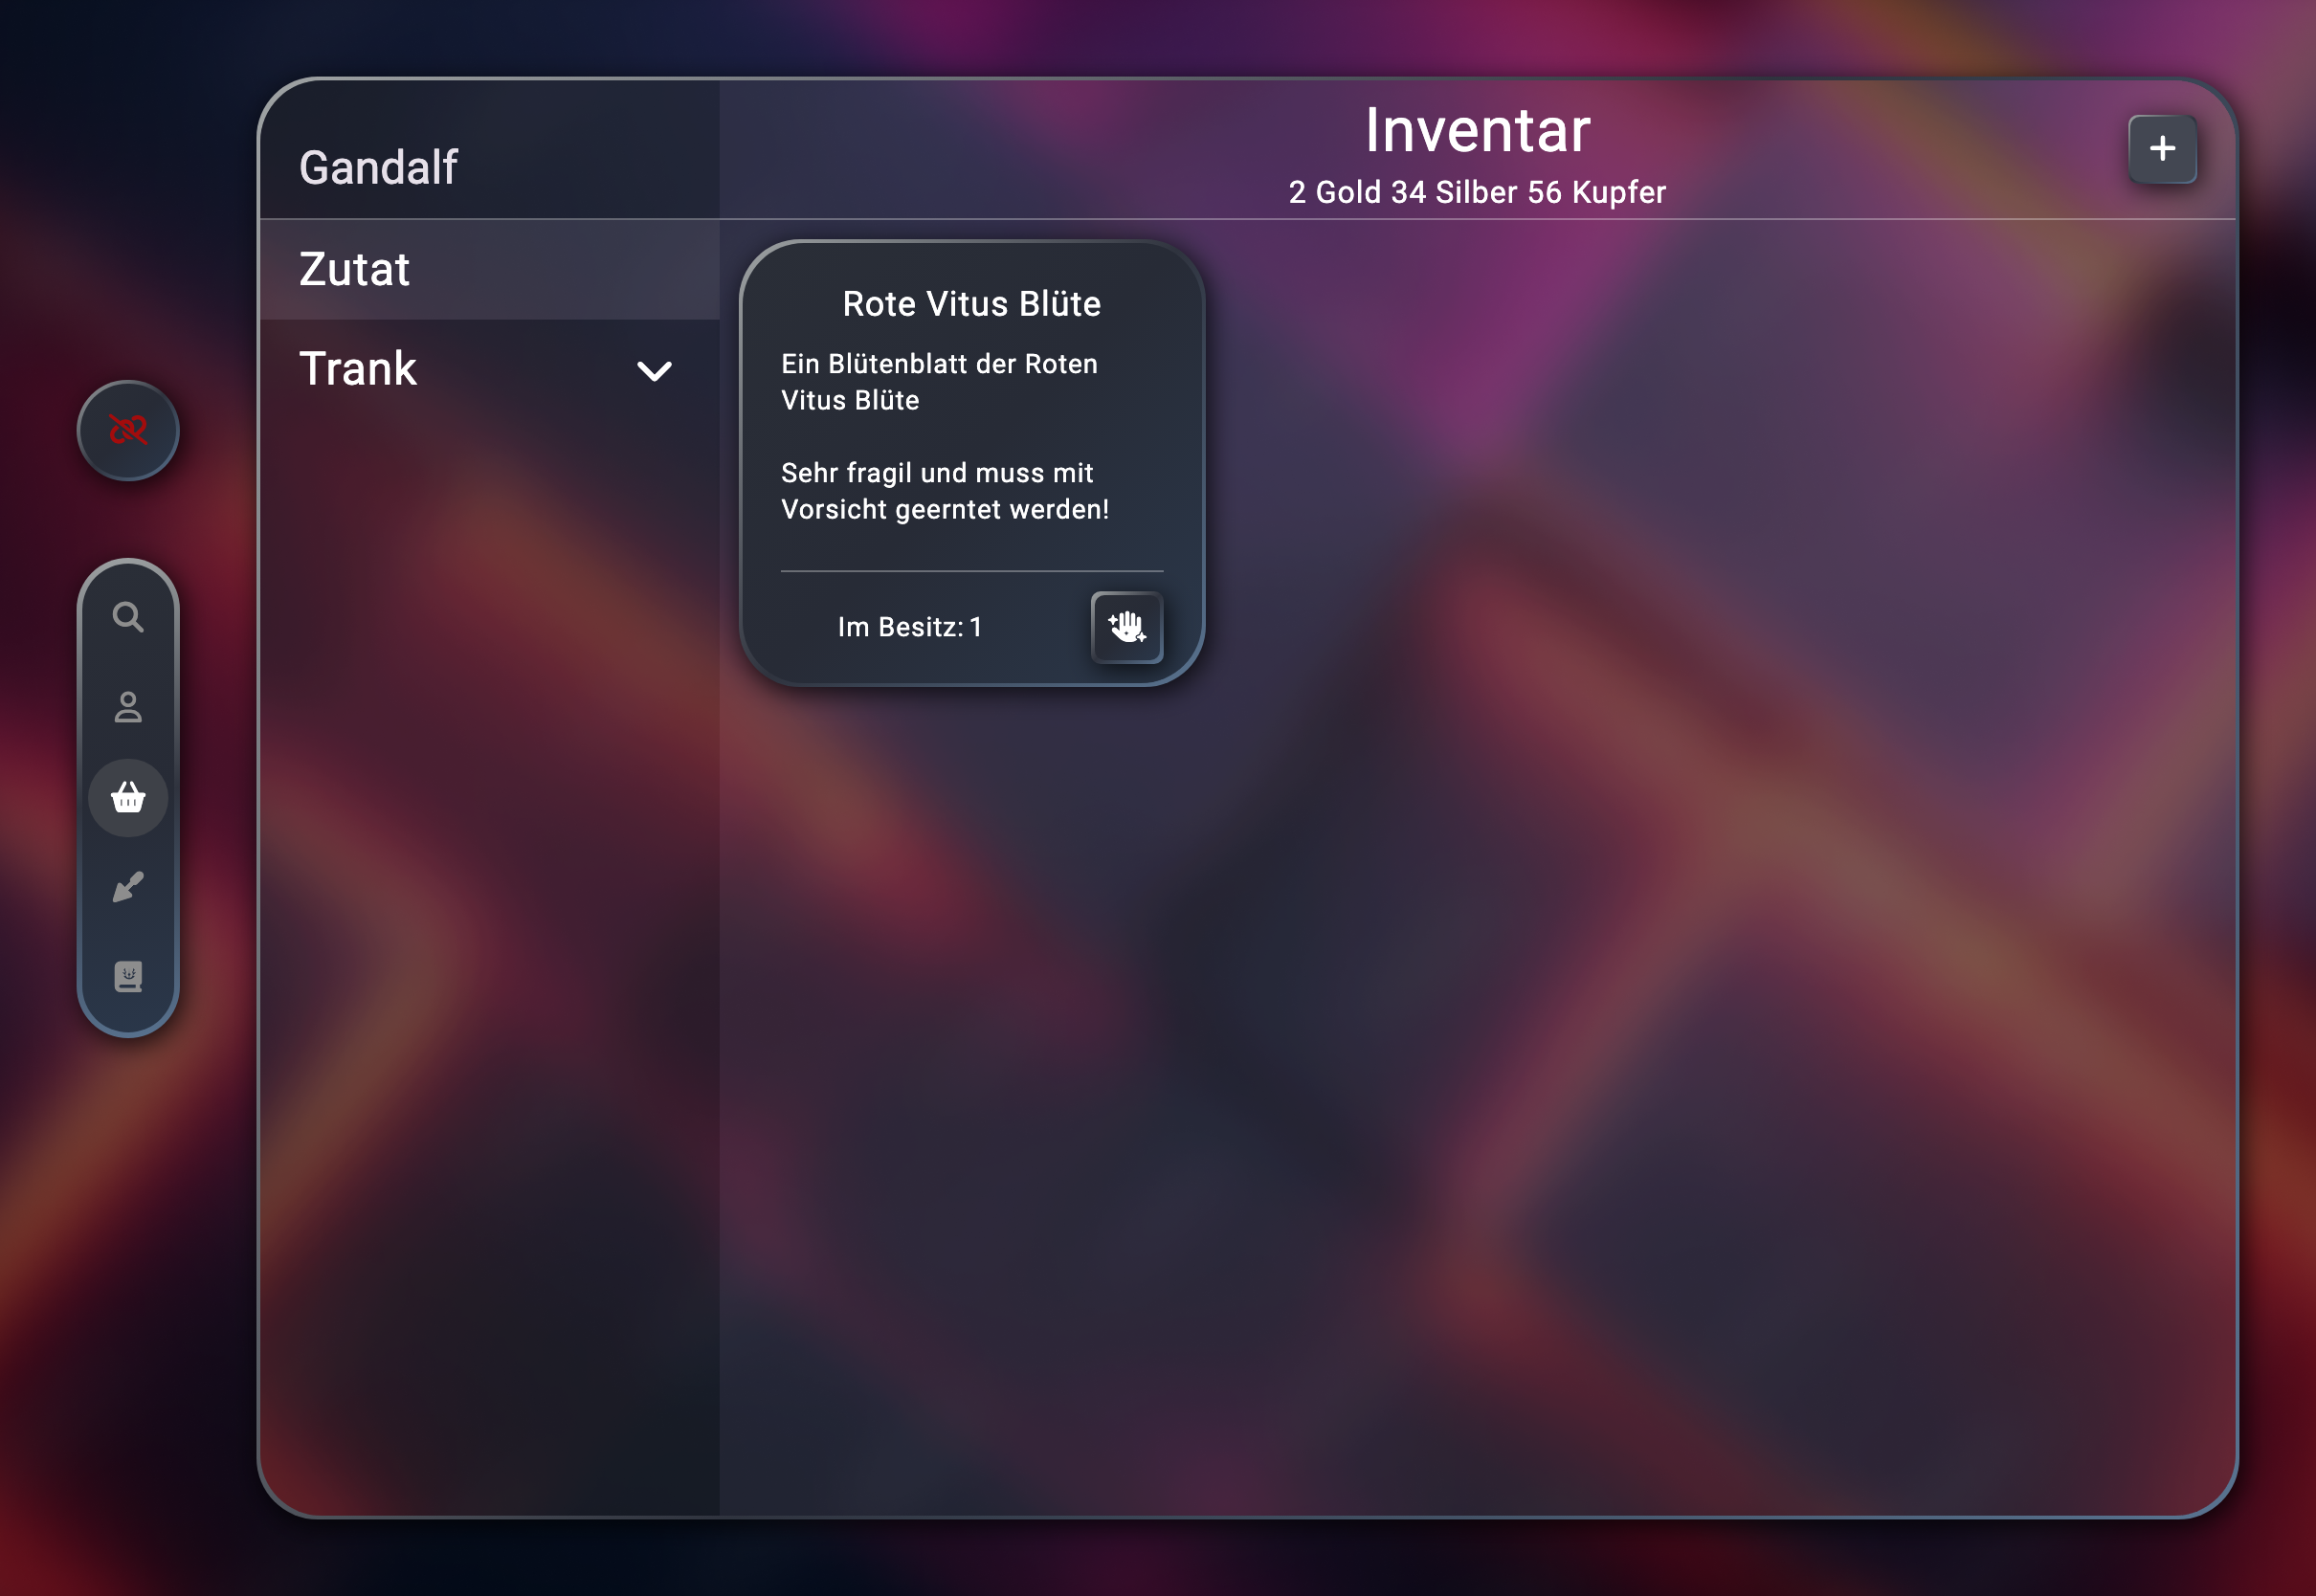 Gandalf
Inventar
2 Gold 34 Silber 56 Kupfer
Zutat
Trank
Rote Vitus Blüte
Ein Blütenblatt der Roten
Vitus Blüte
Sehr fragil und muss mit
Vorsicht geerntet werden!
Im Besitz: 1